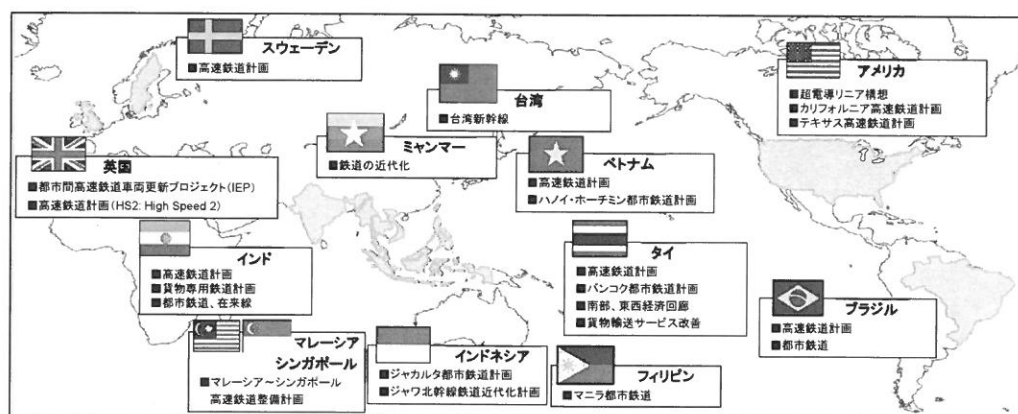 スウェーデン
■高速鉄道計画
台湾
■台湾新幹線
アメリカ
■超電導リニア構想
■カリフォルニア高速鉄道計画
■テキサス高速鉄道計画
ミャンマー
■鉄道の近代化
ベトナム
■高速鉄道計画
■ハノイ・ホーチミン都市鉄道計画
英国
■都市間高速鉄道車両更新プロジェクト(IEP)
■高速鉄道計画(HS2: High Speed 2)
インド
■高速鉄道計画
■貨物専用鉄道計画
■都市鉄道、在来線
タイ
■高速鉄道計画
■バンコク都市鉄道計画
■南部、東西経済回廊
■貨物輸送サービス改善
ブラジル
■高速鉄道計画
■都市鉄道
マレーシア
シンガポール
■マレーシア～シンガポール
高速鉄道整備計画
インドネシア
■ジャカルタ都市鉄道計画
■ジャワ北幹線鉄道近代化計画
フィリピン
■マニラ都市鉄道